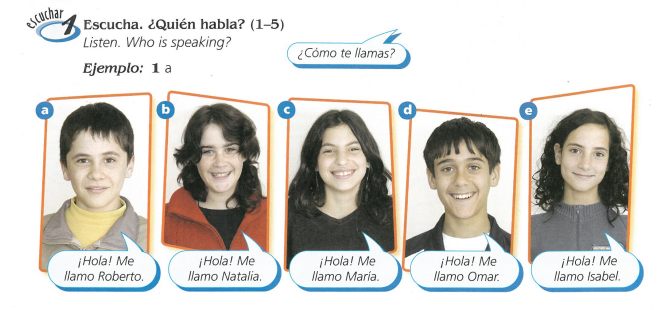 escuchar 1 Escucha. ¿Quién habla? (1–5)
Listen. Who is speaking?
¿Cómo te llamas?
Ejemplo: 1 a
a
b
c
d
e
¡Hola! Me
llamo Roberto.
¡Hola! Me
llamo Natalia.
¡Hola! Me
llamo María.
¡Hola! Me
llamo Omar.
¡Hola! Me
llamo Isabel.